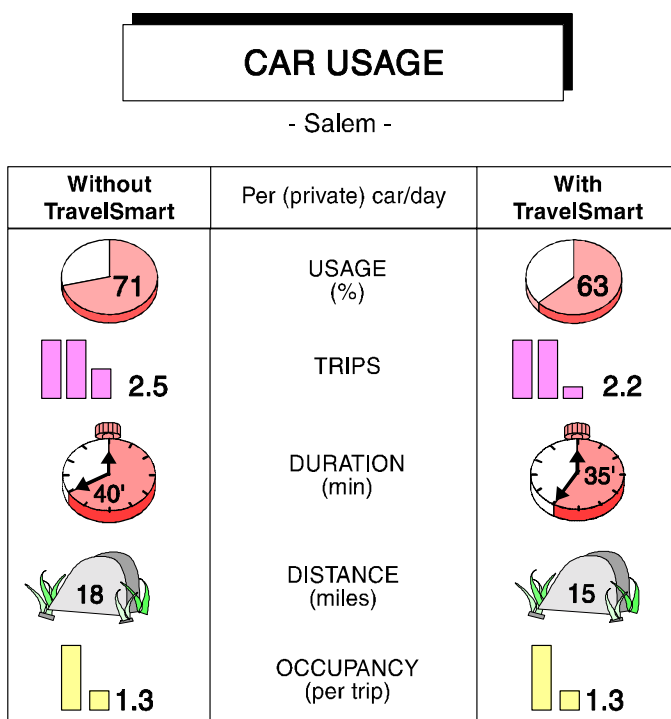 CAR USAGE
- Salem -
Without
TravelSmart
Per (private) car/day
With
TravelSmart
71
USAGE
(%)
63
2.5
TRIPS
2.2
40'
DURATION
(min)
35'
18
DISTANCE
(miles)
15
1.3
OCCUPANCY
(per trip)
1.3